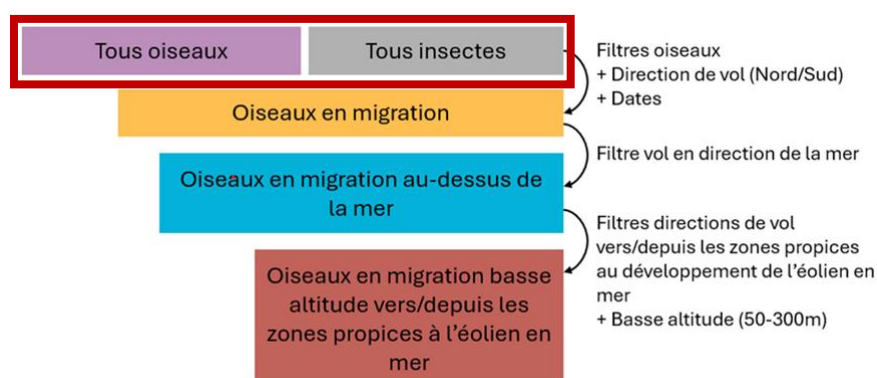 Tous oiseaux
Tous insectes
Filtres oiseaux
+ Direction de vol (Nord/Sud)
+ Dates
Oiseaux en migration
Filtre vol en direction de la mer
Oiseaux en migration au-dessus de
la mer
Filtres directions de vol
vers/depuis les zones propices
au développement de l'éolien en
mer
+ Basse altitude (50-300m)
Oiseaux en migration basse
altitude vers/depuis les
zones propices à l'éolien en
mer